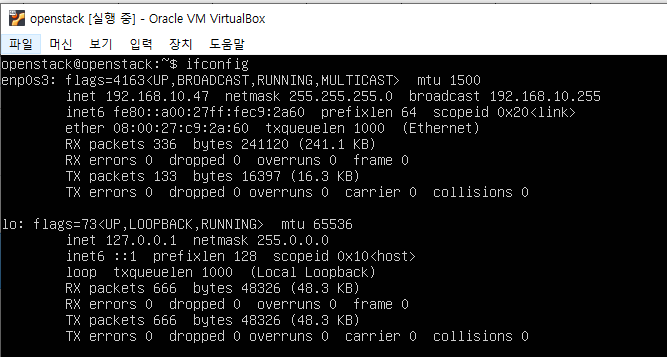 openstack [실행 중] - Oracle VM VirtualBox
파일 머신 보기 입력 장치 도움말
openstack@openstack:~$ ifconfig
enp0s3: flags=4163<UP,BROADCAST,RUNNING,MULTICAST>  mtu 1500
        inet 192.168.10.47  netmask 255.255.255.0  broadcast 192.168.10.255
        inet6 fe80::a00:27ff:fec9:2a60  prefixlen 64  scopeid 0x20<link>
        ether 08:00:27:c9:2a:60  txqueuelen 1000  (Ethernet)
        RX packets 336  bytes 241120 (241.1 KB)
        RX errors 0  dropped 0  overruns 0  frame 0
        TX packets 133  bytes 16397 (16.3 KB)
        TX errors 0  dropped 0 overruns 0  carrier 0  collisions 0
lo: flags=73<UP,LOOPBACK,RUNNING>  mtu 65536
        inet 127.0.0.1  netmask 255.0.0.0
        inet6 ::1  prefixlen 128  scopeid 0x10<host>
        loop  txqueuelen 1000  (Local Loopback)
        RX packets 666  bytes 48326 (48.3 KB)
        RX errors 0  dropped 0  overruns 0  frame 0
        TX packets 666  bytes 48326 (48.3 KB)
        TX errors 0  dropped 0 overruns 0  carrier 0  collisions 0